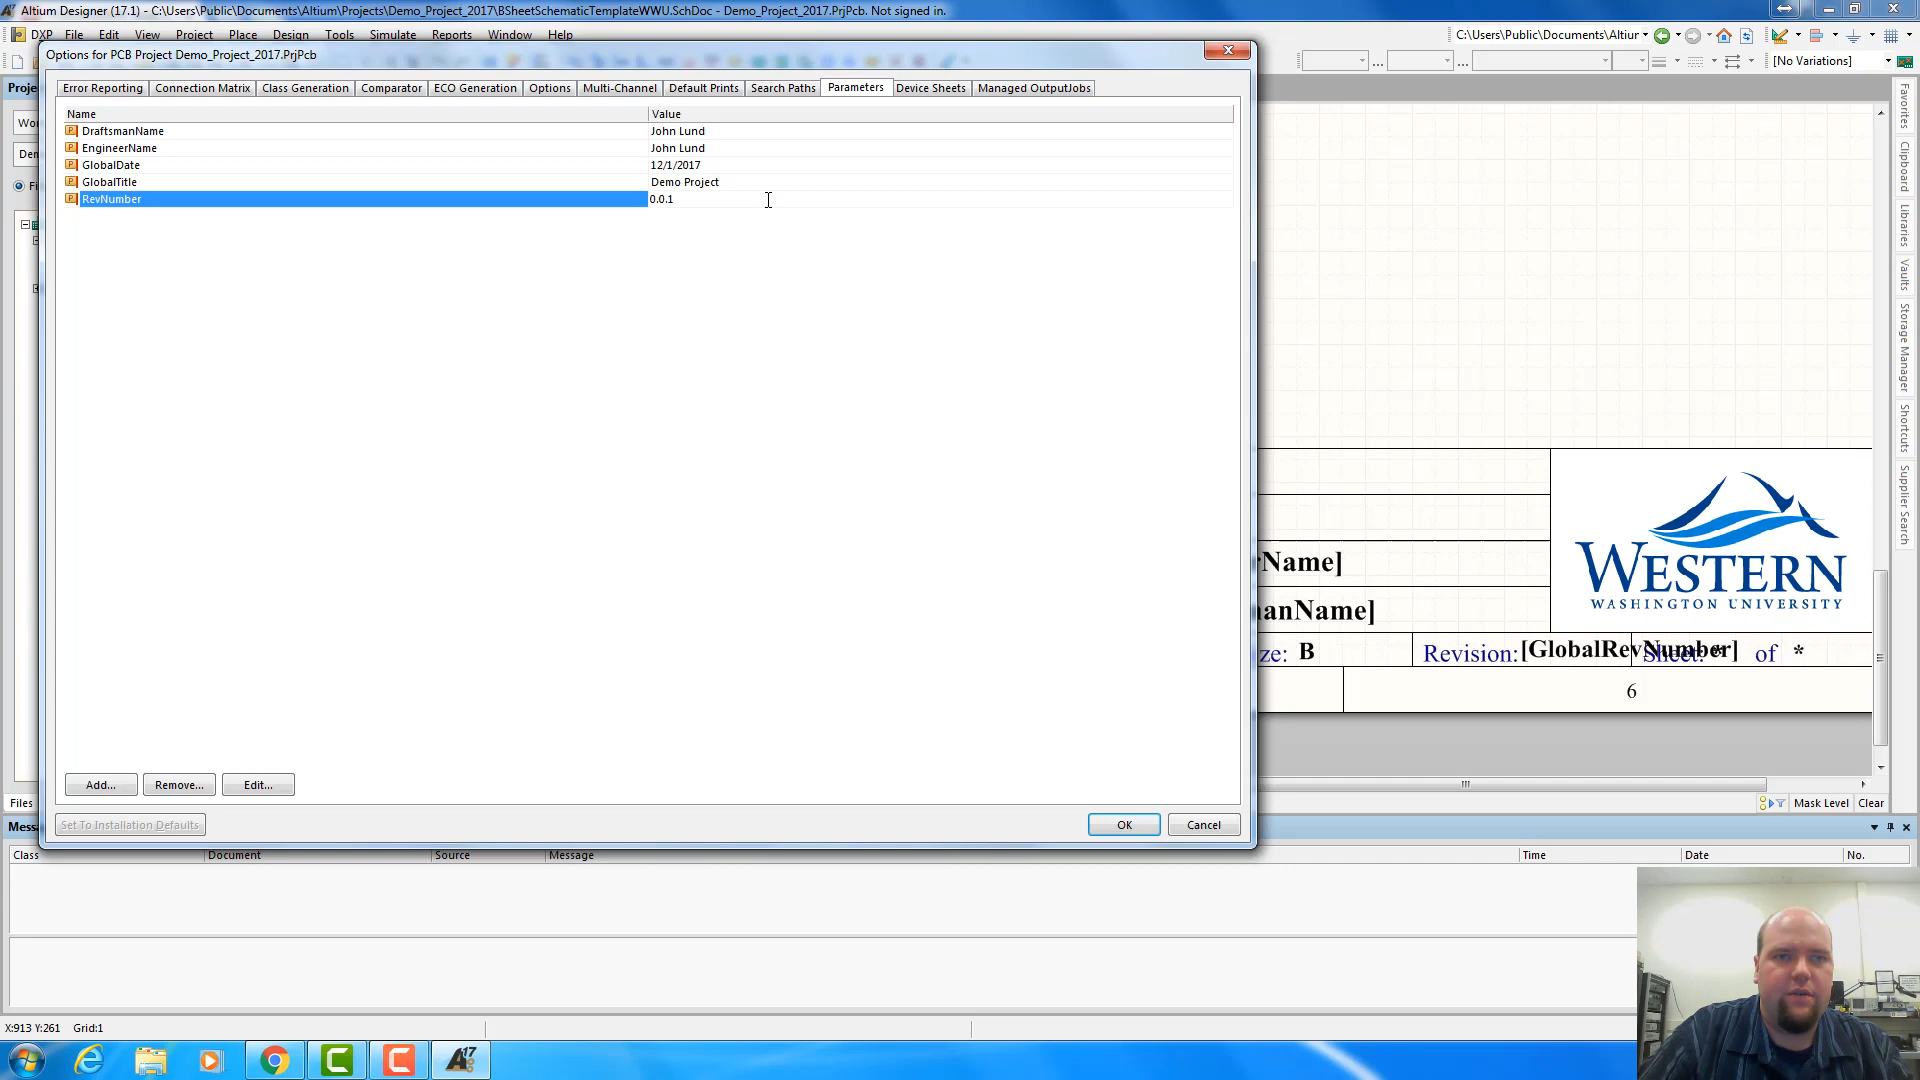 Altium Designer (17.1) - C:\Users\Public\Documents\Altium\Projects\Demo_Project_2017\BSheetSchematicTemplateWWU.SchDoc - Demo_Project_2017.PrjPcb. Not signed in.
DXP File Edit View Project Place Design Tools Simulate Reports Window Help
C:\Users\Public\Documents\Altiur
Options for PCB Project Demo_Project_2017.PrjPcb
... ... [No Variations]
Error Reporting Connection Matrix Class Generation Comparator ECO Generation Options Multi-Channel Default Prints Search Paths Parameters Device Sheets Managed OutputJobs
Name Value
DraftsmanName John Lund
EngineerName John Lund
GlobalDate 12/1/2017
GlobalTitle Demo Project
RevNumber 0.0.1
Favorites
Clipboard
Libraries
Vaults
Storage Manager
Shortcuts
Supplier Search
WESTERN
WASHINGTON UNIVERSITY
rName]
manName]
ze: B Revision: [GlobalRevNumber] Sheet: * of *
6
Add... Remove... Edit...
Files
Mask Level Clear
Set To Installation Defaults
OK Cancel
Messa
Class Document Source Message Time Date No.
X:913 Y:261 Grid:1
17